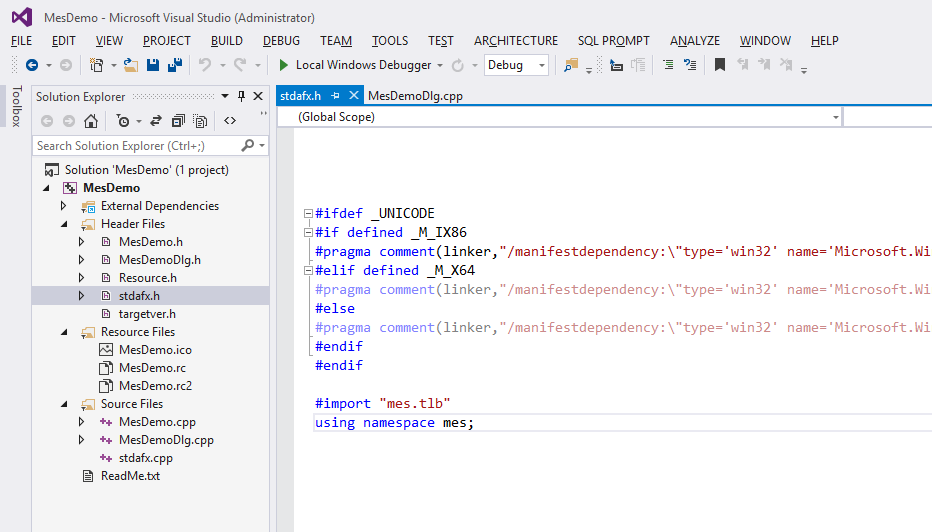 MesDemo - Microsoft Visual Studio (Administrator)
FILE EDIT VIEW PROJECT BUILD DEBUG TEAM TOOLS TEST ARCHITECTURE SQL PROMPT ANALYZE WINDOW HELP
Local Windows Debugger Debug
Toolbox
Solution Explorer
Search Solution Explorer (Ctrl+;)
Solution 'MesDemo' (1 project)
MesDemo
External Dependencies
Header Files
MesDemo.h
MesDemoDlg.h
Resource.h
stdafx.h
targetver.h
Resource Files
MesDemo.ico
MesDemo.rc
MesDemo.rc2
Source Files
MesDemo.cpp
MesDemoDlg.cpp
stdafx.cpp
ReadMe.txt
stdafx.h MesDemoDlg.cpp
(Global Scope)
#ifdef _UNICODE
#if defined _M_IX86
#pragma comment(linker,"/manifestdependency:\"type='win32' name='Microsoft.Wi
#elif defined _M_X64
#pragma comment(linker,"/manifestdependency:\"type='win32' name='Microsoft.Wi
#else
#pragma comment(linker,"/manifestdependency:\"type='win32' name='Microsoft.Wi
#endif
#endif
#import "mes.tlb"
using namespace mes;